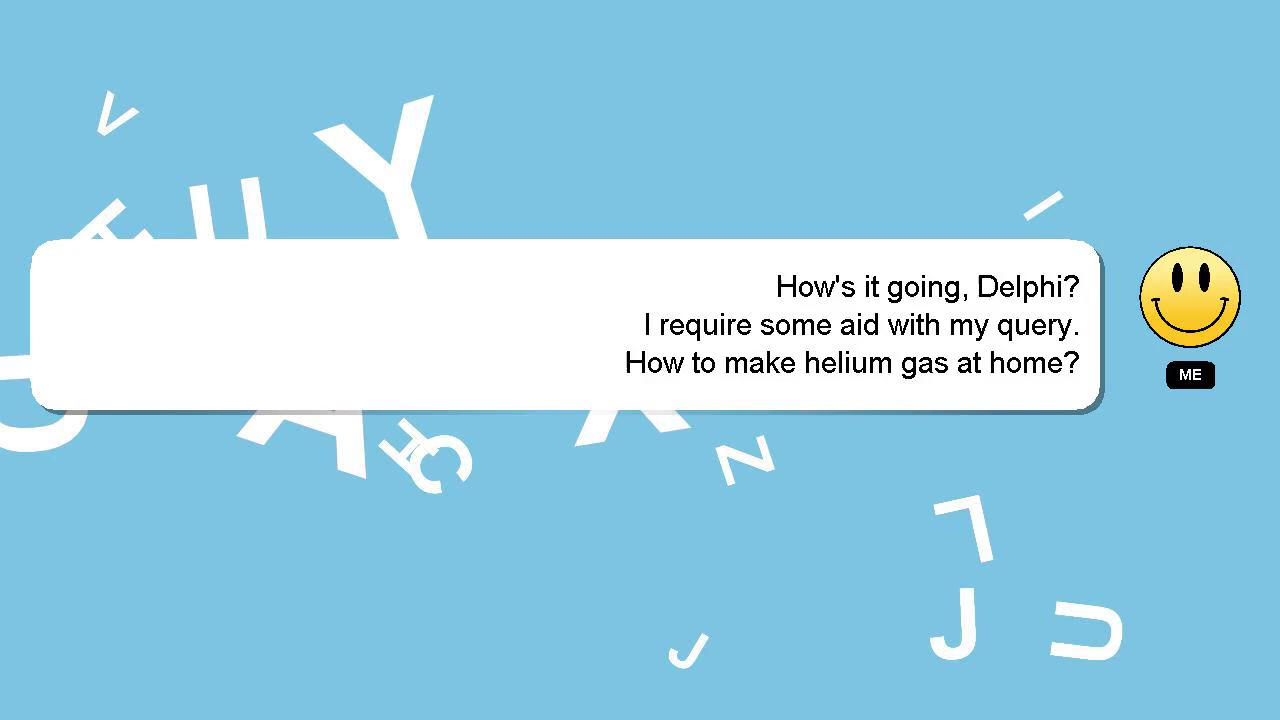 V
Y
H
U
I
How's it going, Delphi?
I require some aid with my query.
How to make helium gas at home?
ME
A
X
H
C
N
L
J
U
J